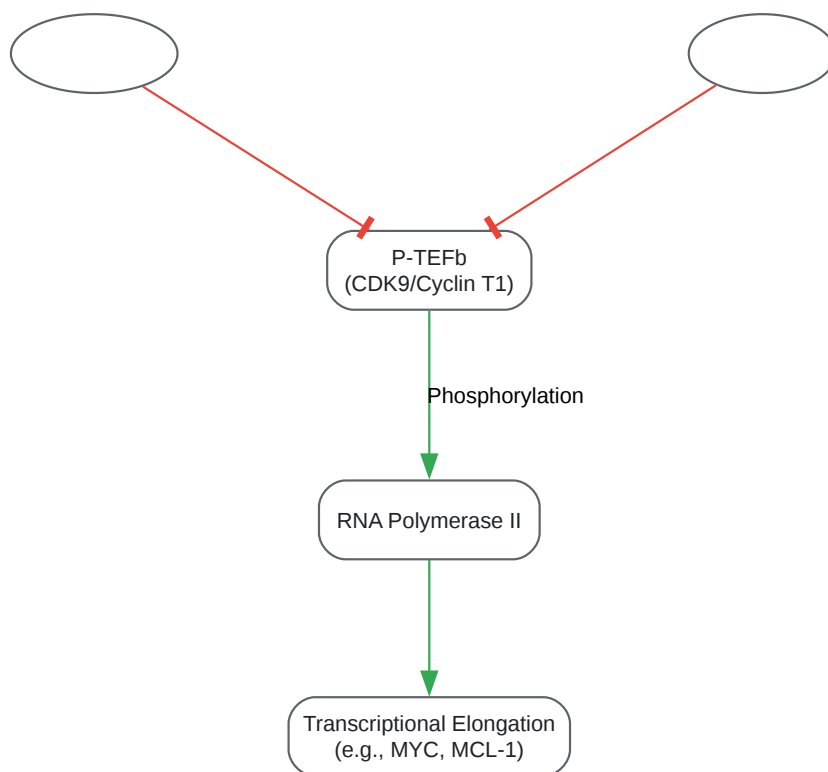 P-TEFb
(CDK9/Cyclin T1)
Phosphorylation
RNA Polymerase II
Transcriptional Elongation
(e.g., MYC, MCL-1)